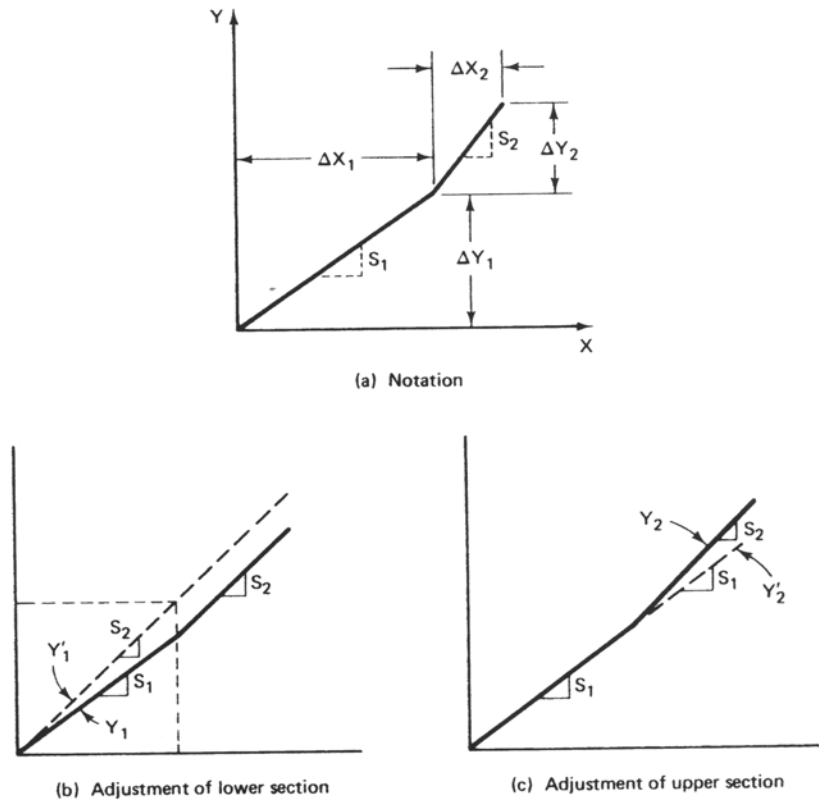 Y
ΔX₂
S₂
ΔX₁
ΔY₂
S₁
ΔY₁
X
(a) Notation
S₂
S₂
Y′₁
S₁
Y₁
(b) Adjustment of lower section
Y₂
S₂
S₁
Y′₂
S₁
(c) Adjustment of upper section